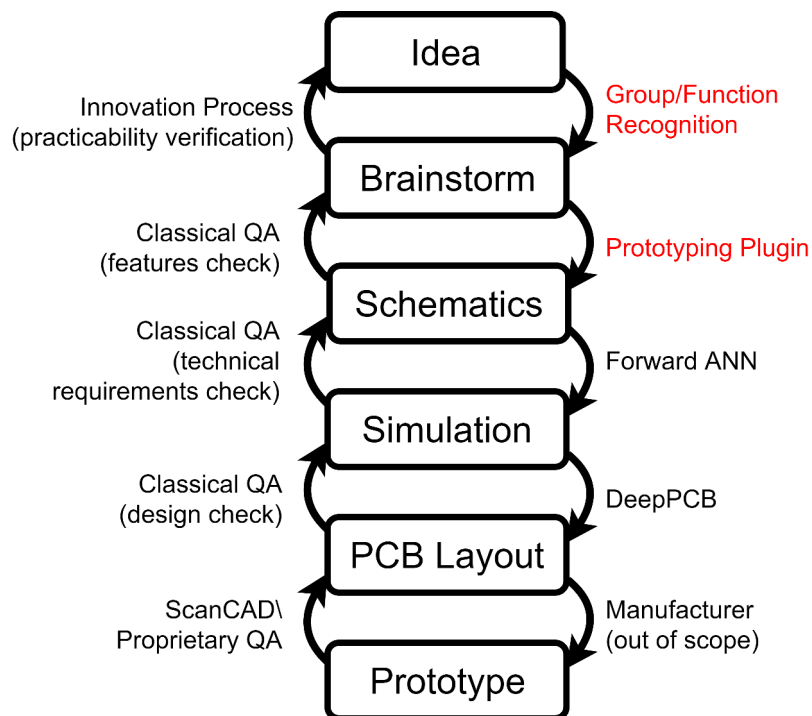 Idea
Innovation Process
(practicability verification)
Group/Function
Recognition
Brainstorm
Classical QA
(features check)
Prototyping Plugin
Schematics
Classical QA
(technical
requirements check)
Forward ANN
Simulation
Classical QA
(design check)
DeepPCB
PCB Layout
ScanCAD\
Proprietary QA
Manufacturer
(out of scope)
Prototype